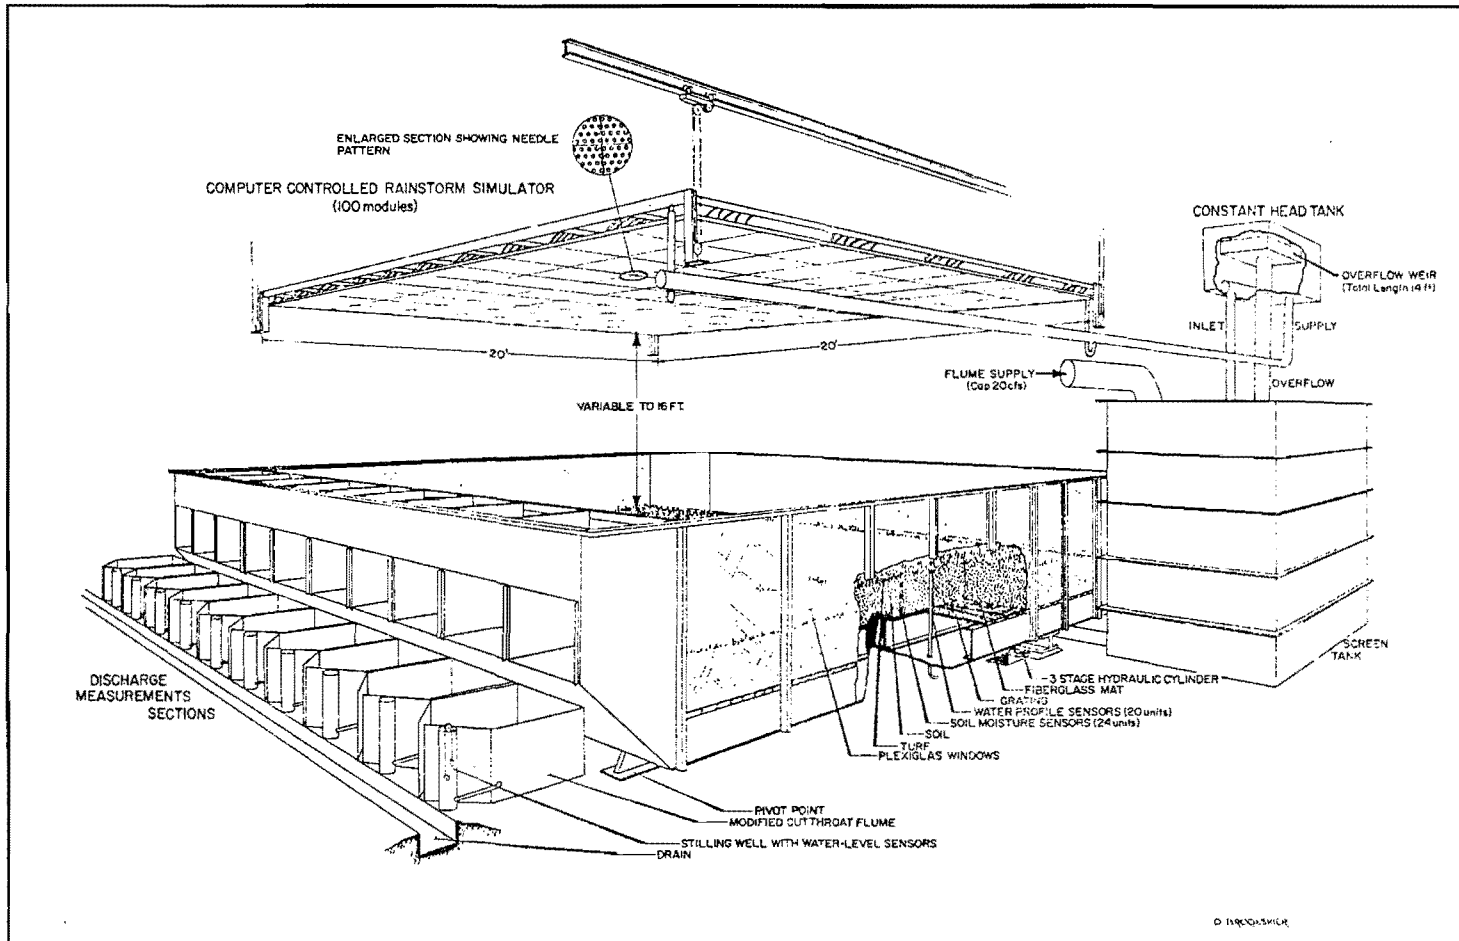 ENLARGED SECTION SHOWING NEEDLE
PATTERN
COMPUTER CONTROLLED RAINSTORM SIMULATOR
(100 modules)
CONSTANT HEAD TANK
OVERFLOW WEIR
(Total Length 14 ft)
INLET
SUPPLY
20'
20'
FLUME SUPPLY
(Cap 20cfs)
OVERFLOW
VARIABLE TO 16 FT.
SCREEN
TANK
DISCHARGE
MEASUREMENTS
SECTIONS
3 STAGE HYDRAULIC CYLINDER
FIBERGLASS MAT
GRATING
WATER PROFILE SENSORS (20 units)
SOIL MOISTURE SENSORS (24 units)
SOIL
TURF
PLEXIGLAS WINDOWS
PIVOT POINT
MODIFIED CUTTHROAT FLUME
STILLING WELL WITH WATER-LEVEL SENSORS
DRAIN